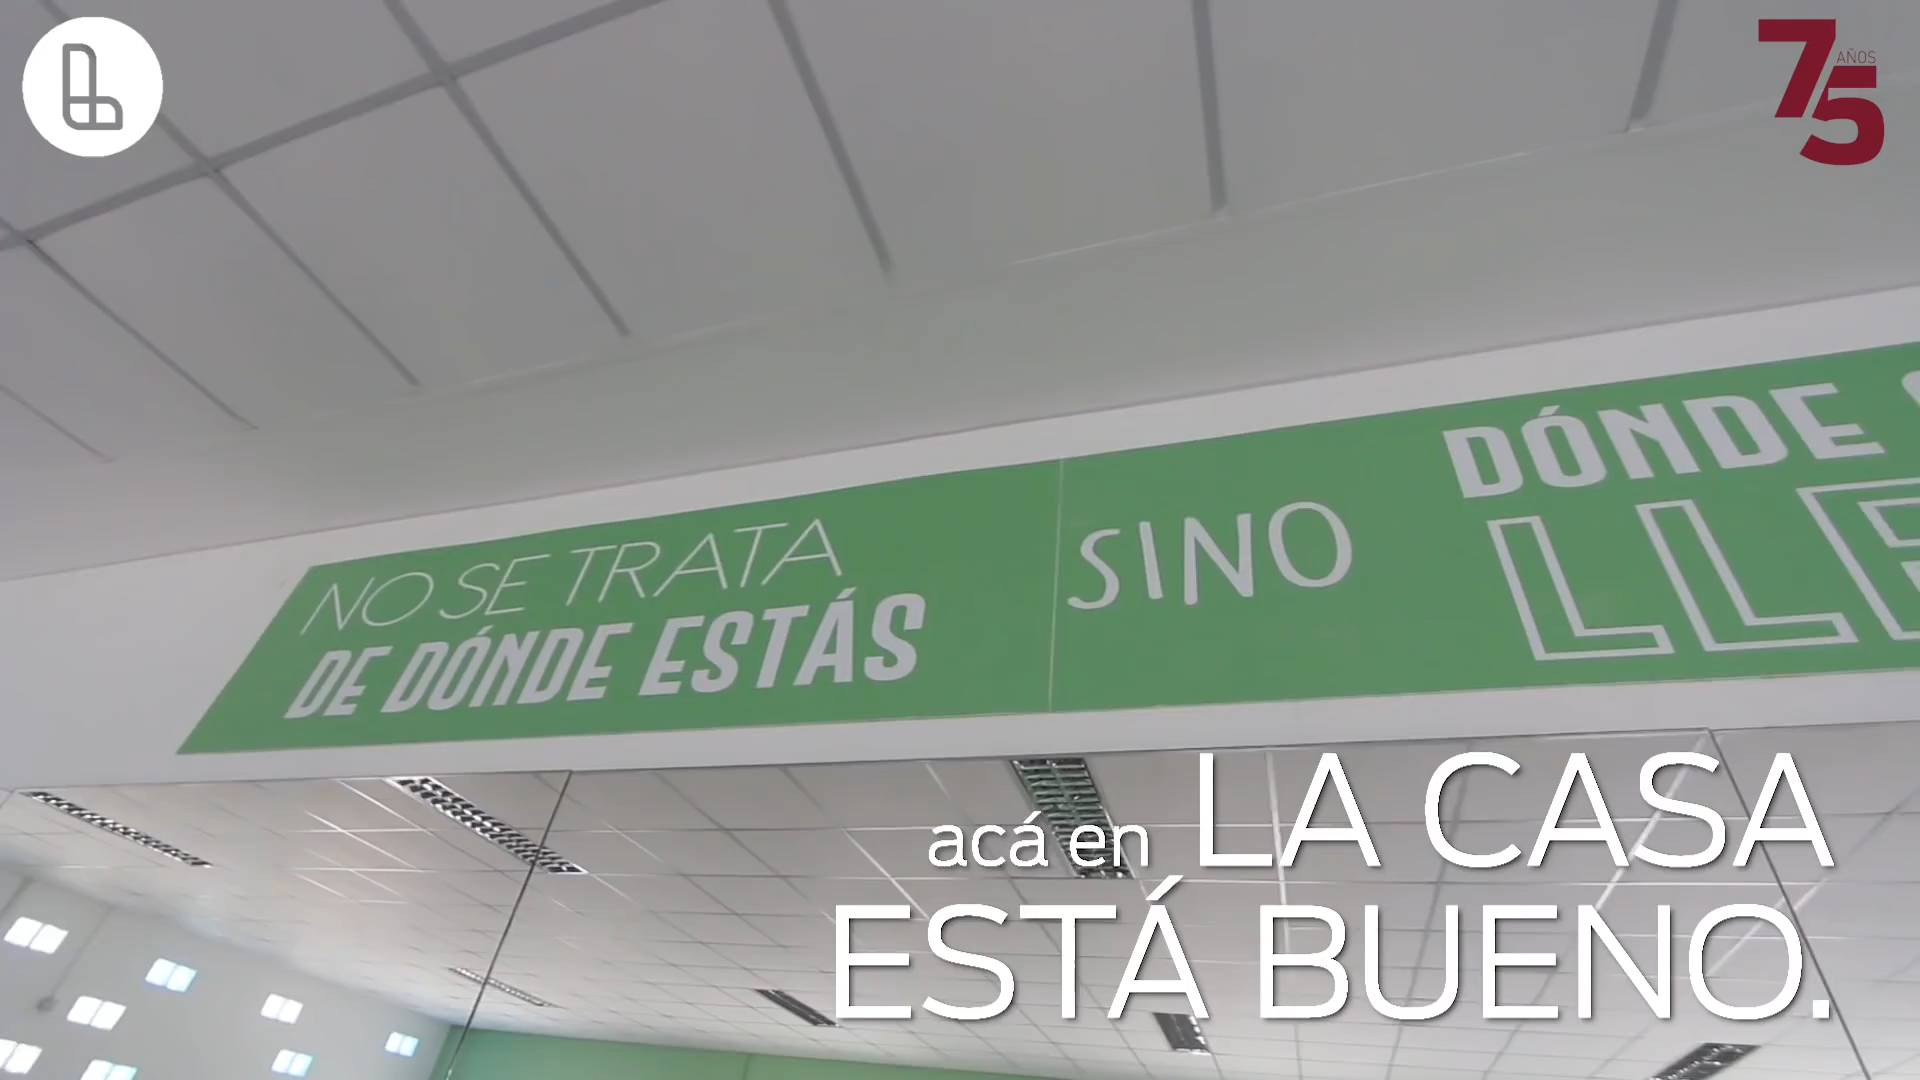 75
AÑOS
NO SE TRATA
DE DÓNDE ESTÁS
SINO
DÓNDE
acá en LA CASA
ESTÁ BUENO.